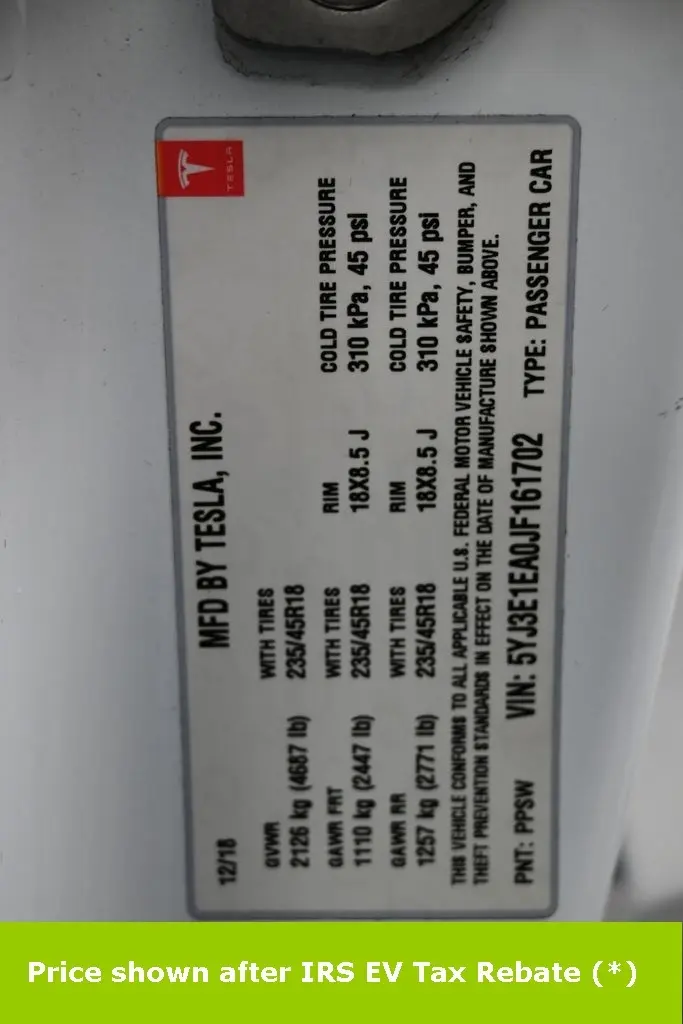 TESLA
MFD BY TESLA, INC.
12/18
GVWR WITH TIRES
2126 kg (4687 lb) 235/45R18
GAWR FRT WITH TIRES RIM COLD TIRE PRESSURE
1110 kg (2447 lb) 235/45R18 18X8.5 J 310 kPa, 45 psi
GAWR RR WITH TIRES RIM COLD TIRE PRESSURE
1257 kg (2771 lb) 235/45R18 18X8.5 J 310 kPa, 45 psi
THIS VEHICLE CONFORMS TO ALL APPLICABLE U.S. FEDERAL MOTOR VEHICLE SAFETY, BUMPER, AND
THEFT PREVENTION STANDARDS IN EFFECT ON THE DATE OF MANUFACTURE SHOWN ABOVE.
PNT: PPSW VIN: 5YJ3E1EA0JF161702 TYPE: PASSENGER CAR
Price shown after IRS EV Tax Rebate (*)